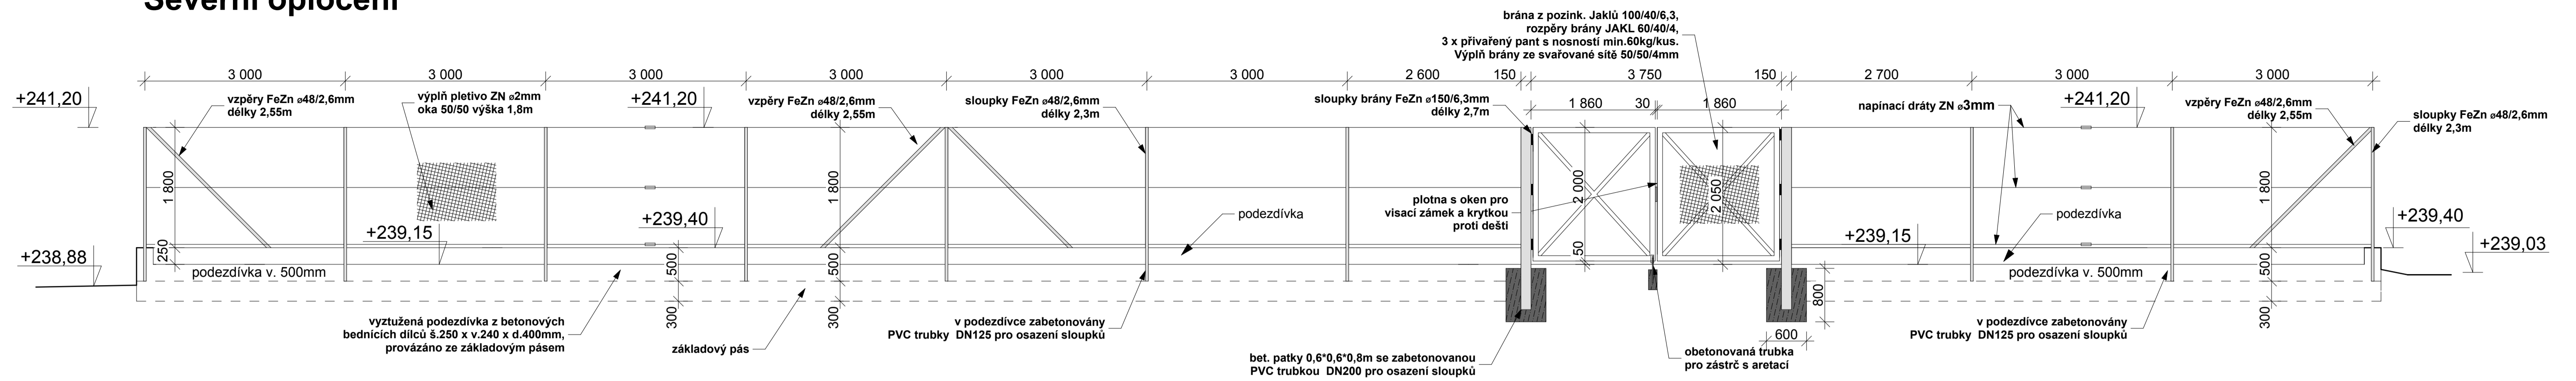 Severní oplocení
brána z pozink. Jaklů 100/40/6,3,
rozpěry brány JAKL 60/40/4,
3 x přivařený pant s nosností min.60kg/kus.
Výplň brány ze svařované sítě 50/50/4mm
3 000
3 000
3 000
3 000
3 000
3 000
2 600
150
3 750
150
2 700
3 000
3 000
+241,20
vzpěry FeZn ø48/2,6mm
délky 2,55m
výplň pletivo ZN ø2mm
oka 50/50 výška 1,8m
+241,20
vzpěry FeZn ø48/2,6mm
délky 2,55m
sloupky FeZn ø48/2,6mm
délky 2,3m
sloupky brány FeZn ø150/6,3mm
délky 2,7m
1 860
30
1 860
napínací dráty ZN ø3mm
+241,20
vzpěry FeZn ø48/2,6mm
délky 2,55m
sloupky FeZn ø48/2,6mm
délky 2,3m
1 800
1 800
2 000
2 050
1 800
plotna s oken pro
visací zámek a krytkou
proti dešti
podezdívka
podezdívka
+239,40
+239,15
+239,40
+239,15
+239,03
+238,88
250
50
podezdívka v. 500mm
500
500
podezdívka v. 500mm
500
300
300
800
300
600
vyztužená podezdívka z betonových
bednících dílců š.250 x v.240 x d.400mm,
provázáno ze základovým pásem
základový pás
v podezdívce zabetonovány
PVC trubky DN125 pro osazení sloupků
bet. patky 0,6*0,6*0,8m se zabetonovanou
PVC trubkou DN200 pro osazení sloupků
obetonovaná trubka
pro zástrč s aretací
v podezdívce zabetonovány
PVC trubky DN125 pro osazení sloupků